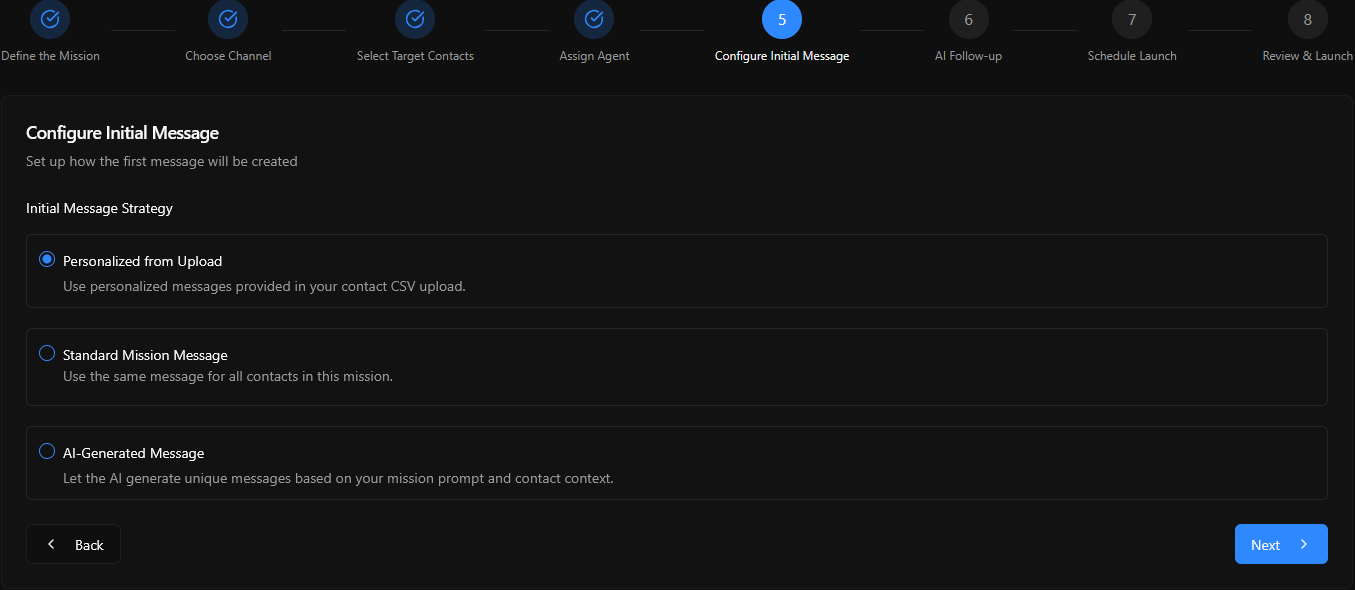 5
6
7
8
Define the Mission
Choose Channel
Select Target Contacts
Assign Agent
Configure Initial Message
AI Follow-up
Schedule Launch
Review & Launch
Configure Initial Message
Set up how the first message will be created
Initial Message Strategy
Personalized from Upload
Use personalized messages provided in your contact CSV upload.
Standard Mission Message
Use the same message for all contacts in this mission.
AI-Generated Message
Let the AI generate unique messages based on your mission prompt and contact context.
Back
Next